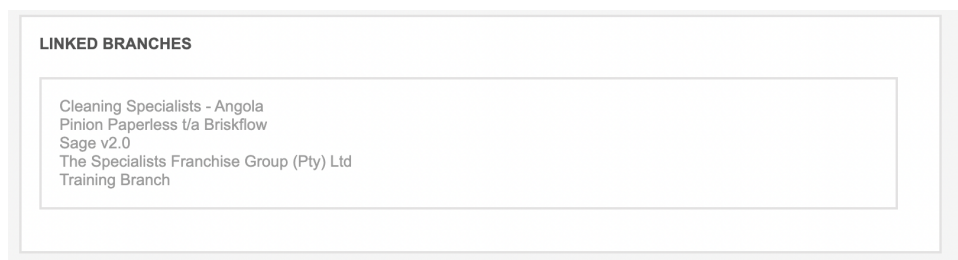 LINKED BRANCHES
Cleaning Specialists - Angola
Pinion Paperless t/a Briskflow
Sage v2.0
The Specialists Franchise Group (Pty) Ltd
Training Branch